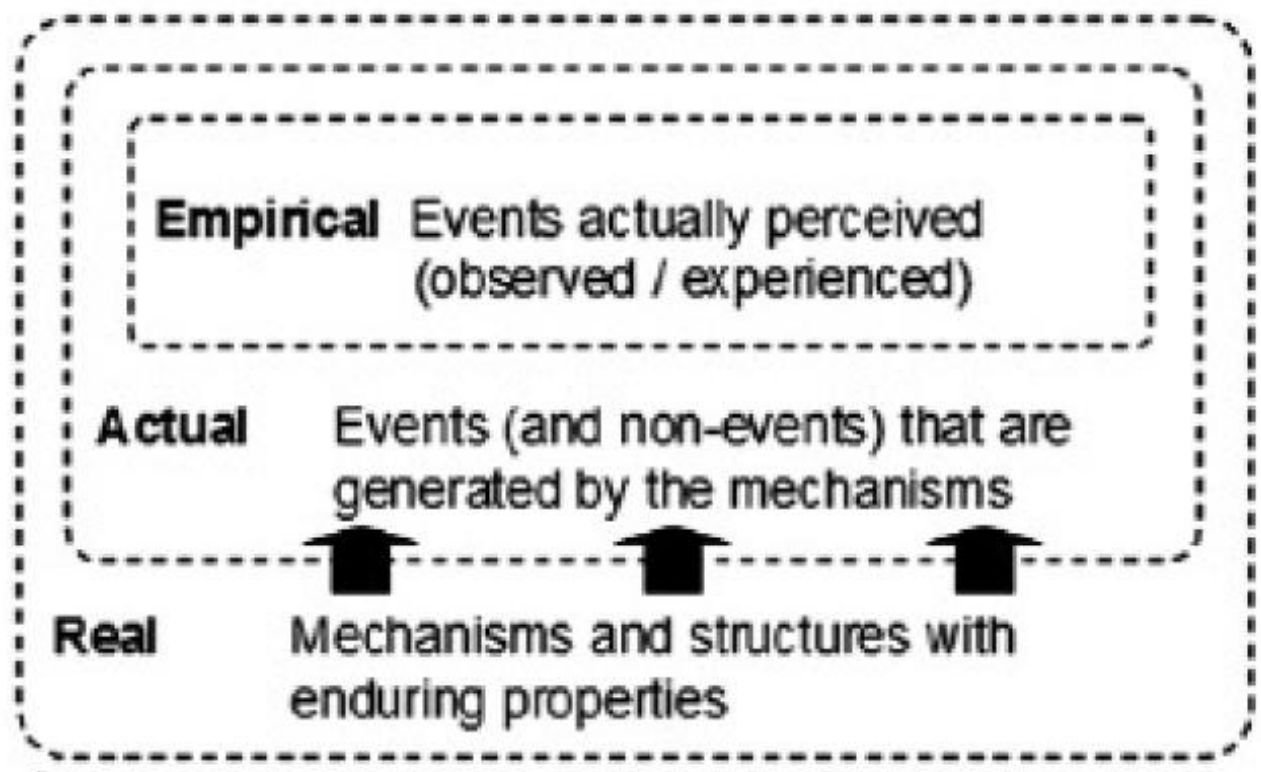 Empirical Events actually perceived
(observed / experienced)
Actual Events (and non-events) that are
generated by the mechanisms
Real Mechanisms and structures with
enduring properties